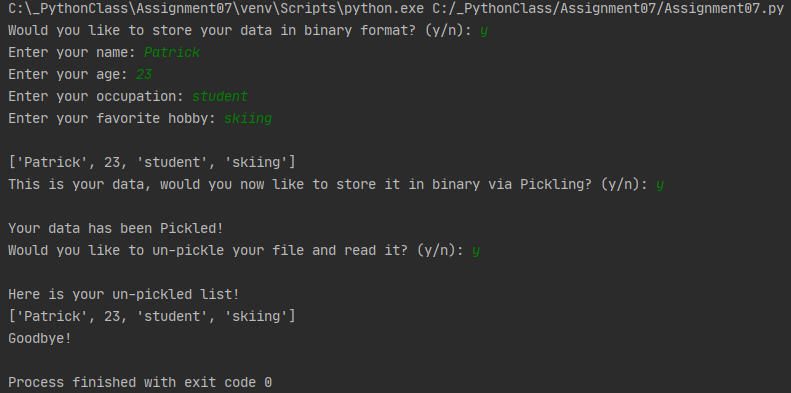 C:\_PythonClass\Assignment07\venv\Scripts\python.exe C:/_PythonClass/Assignment07/Assignment07.py
Would you like to store your data in binary format? (y/n): y
Enter your name: Patrick
Enter your age: 23
Enter your occupation: student
Enter your favorite hobby: skiing
['Patrick', 23, 'student', 'skiing']
This is your data, would you now like to store it in binary via Pickling? (y/n): y
Your data has been Pickled!
Would you like to un-pickle your file and read it? (y/n): y
Here is your un-pickled list!
['Patrick', 23, 'student', 'skiing']
Goodbye!
Process finished with exit code 0